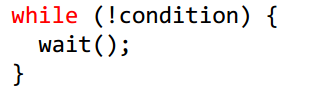 while (!condition) {
  wait();
}